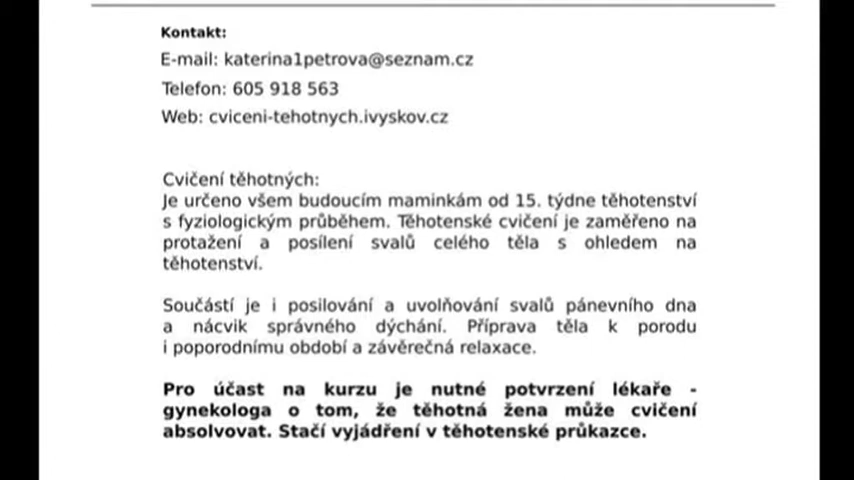 Kontakt:
E-mail: katerina1petrova@seznam.cz
Telefon: 605 918 563
Web: cviceni-tehotnych.ivyskov.cz
Cvičení těhotných:
Je určeno všem budoucím maminkám od 15. týdne těhotenství
s fyziologickým průběhem. Těhotenské cvičení je zaměřeno na
protažení a posílení svalů celého těla s ohledem na
těhotenství.
Součástí je i posilování a uvolňování svalů pánevního dna
a nácvik správného dýchání. Příprava těla k porodu
i poporodnímu období a závěrečná relaxace.
Pro účast na kurzu je nutné potvrzení lékaře -
gynekologa o tom, že těhotná žena může cvičení
absolvovat. Stačí vyjádření v těhotenské průkazce.